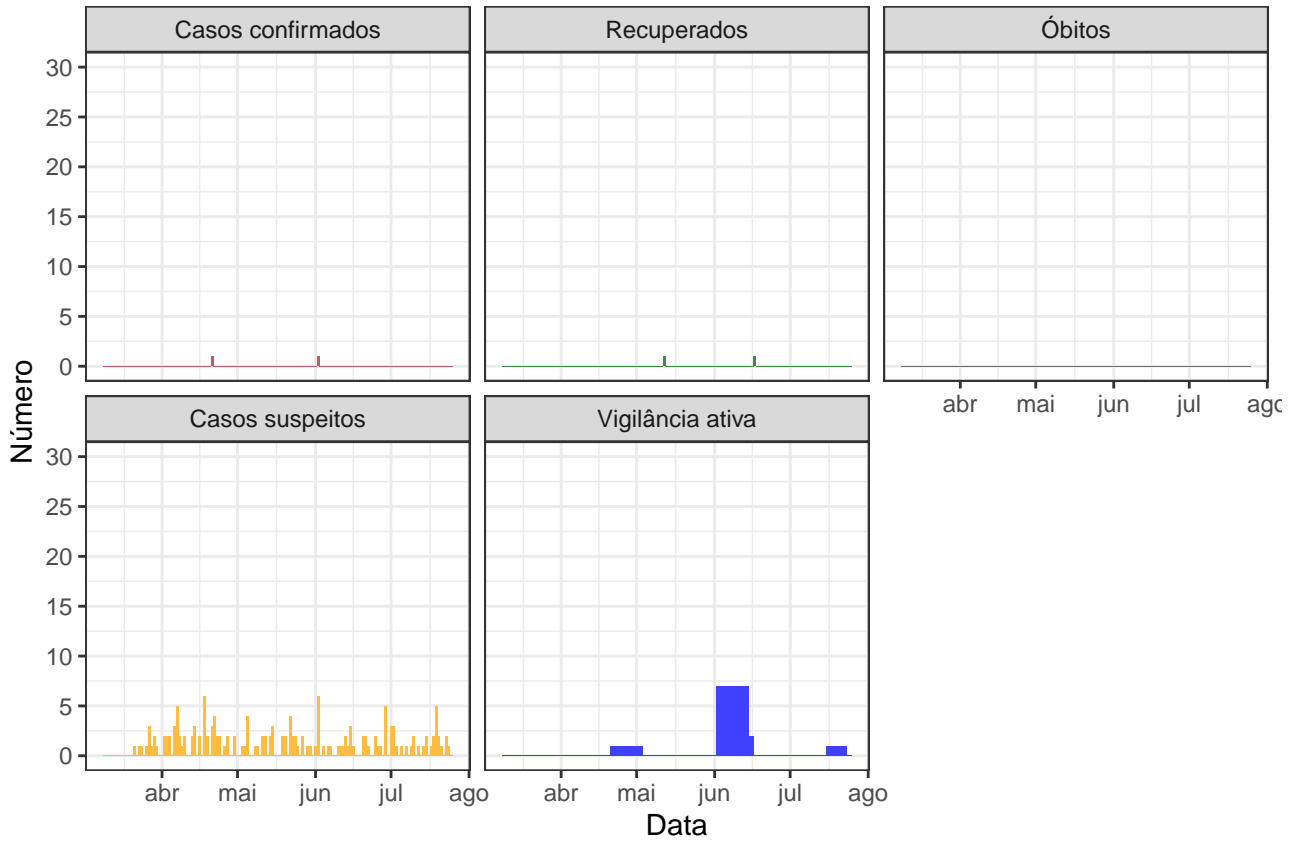 Casos confirmados
Recuperados
Óbitos
30
25
20
15
10
5
0
abr mai jun jul ago
Casos suspeitos
Vigilância ativa
30
25
20
15
10
5
0
abr mai jun jul ago
abr mai jun jul ago
Número
Data